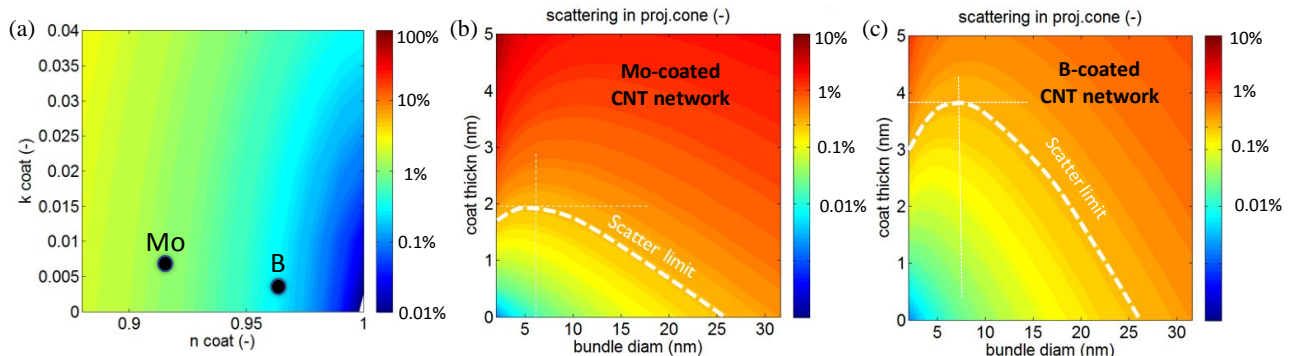 (a)
k coat (-)
0.04
0.035
0.03
0.025
0.02
0.015
0.01
0.005
0
Mo
B
0.9
0.95
1
n coat (-)
100%
10%
1%
0.1%
0.01%
(b)
scattering in proj.cone (-)
coat thickn (nm)
5
4
3
2
1
0
Mo-coated
CNT network
Scatter limit
5
10
15
20
25
30
bundle diam (nm)
10%
1%
0.1%
0.01%
(c)
scattering in proj.cone (-)
coat thickn (nm)
5
4
3
2
1
0
B-coated
CNT network
Scatter limit
5
10
15
20
25
30
bundle diam (nm)
10%
1%
0.1%
0.01%